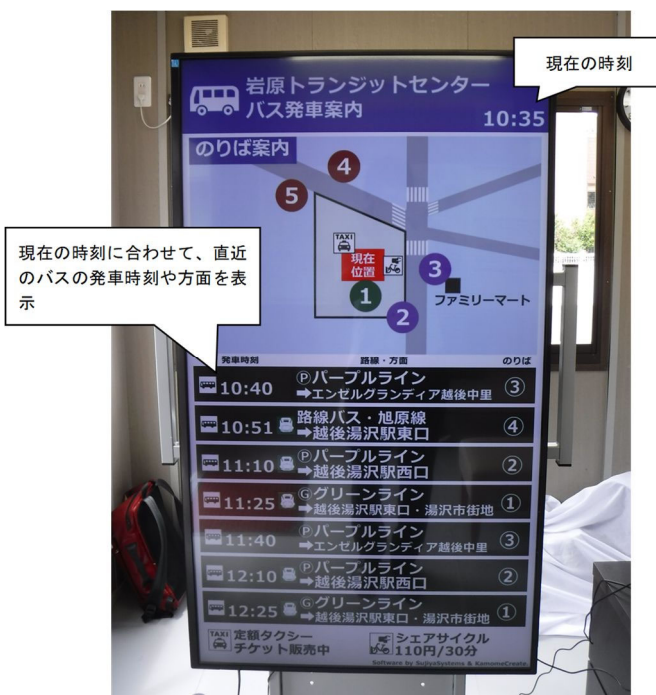 現在の時刻
岩原トランジットセンター
バス発車案内
10:35
のりば案内
4
5
TAXI
現在
位置
3
1
ファミリーマート
2
現在の時刻に合わせて、直近
のバスの発車時刻や方面を表
示
発車時刻 路線・方面 のりば
10:40 Ⓟパープルライン
➡エンゼルグランディア越後中里 ③
10:51 路線バス・旭原線
➡越後湯沢駅東口 ④
11:10 Ⓟパープルライン
➡越後湯沢駅西口 ②
11:25 Ⓖグリーンライン
➡越後湯沢駅東口・湯沢市街地 ①
11:40 Ⓟパープルライン
➡エンゼルグランディア越後中里 ③
12:10 Ⓟパープルライン
➡越後湯沢駅西口 ②
12:25 Ⓖグリーンライン
➡越後湯沢駅東口・湯沢市街地 ①
TAXI 定額タクシー
チケット販売中
シェアサイクル
110円/30分
Software by SujiyaSystems & KamomeCreate.